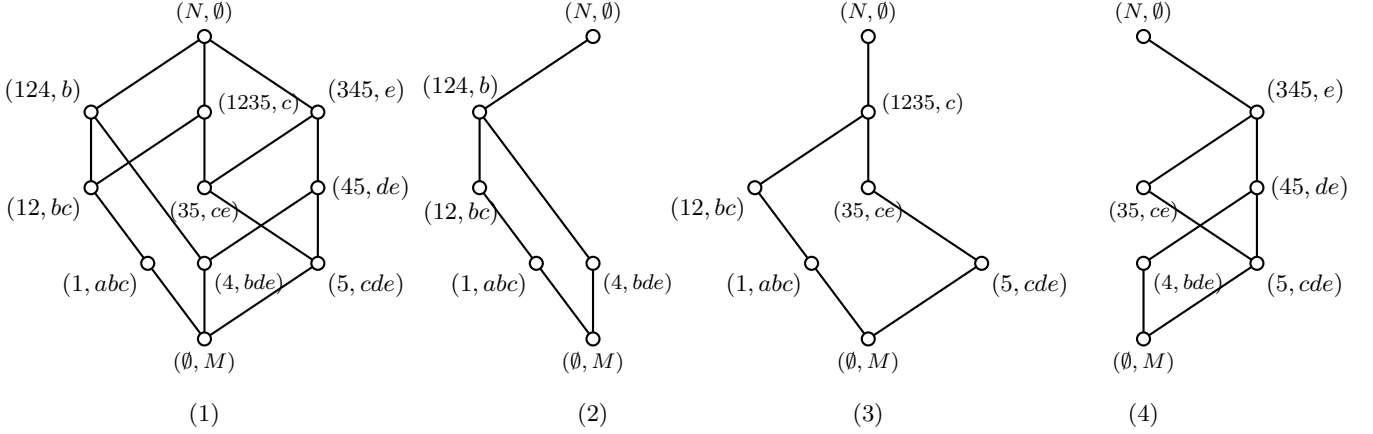 (N, ∅)
(124, b)
(1235, c)
(345, e)
(12, bc)
(35, ce)
(45, de)
(1, abc)
(4, bde)
(5, cde)
(∅, M)
(1)
(N, ∅)
(124, b)
(12, bc)
(1, abc)
(4, bde)
(∅, M)
(2)
(N, ∅)
(1235, c)
(12, bc)
(35, ce)
(1, abc)
(5, cde)
(∅, M)
(3)
(N, ∅)
(345, e)
(35, ce)
(45, de)
(4, bde)
(5, cde)
(∅, M)
(4)